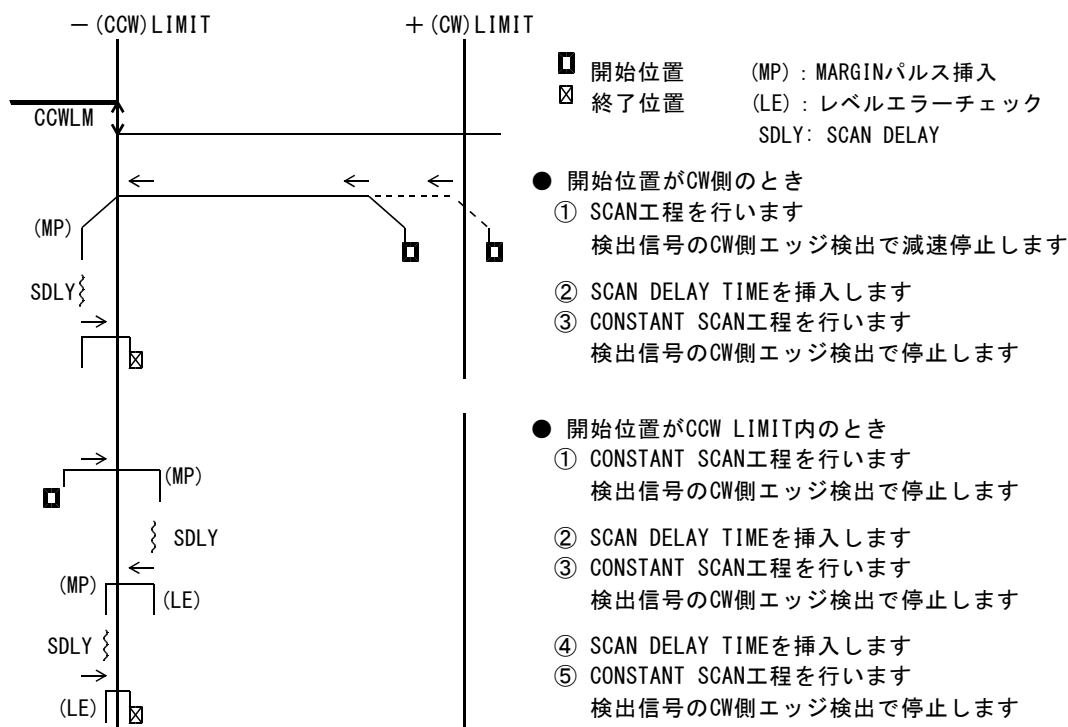 －(CCW)LIMIT
＋(CW)LIMIT
開始位置 (MP)：MARGINパルス挿入
終了位置 (LE)：レベルエラーチェック
SDLY: SCAN DELAY
CCWLM
● 開始位置がCW側のとき
① SCAN工程を行います
検出信号のCW側エッジ検出で減速停止します
② SCAN DELAY TIMEを挿入します
③ CONSTANT SCAN工程を行います
検出信号のCW側エッジ検出で停止します
(MP)
SDLY
● 開始位置がCCW LIMIT内のとき
① CONSTANT SCAN工程を行います
検出信号のCW側エッジ検出で停止します
② SCAN DELAY TIMEを挿入します
③ CONSTANT SCAN工程を行います
検出信号のCW側エッジ検出で停止します
④ SCAN DELAY TIMEを挿入します
⑤ CONSTANT SCAN工程を行います
検出信号のCW側エッジ検出で停止します
(MP)
SDLY
(MP)
(LE)
SDLY
(LE)